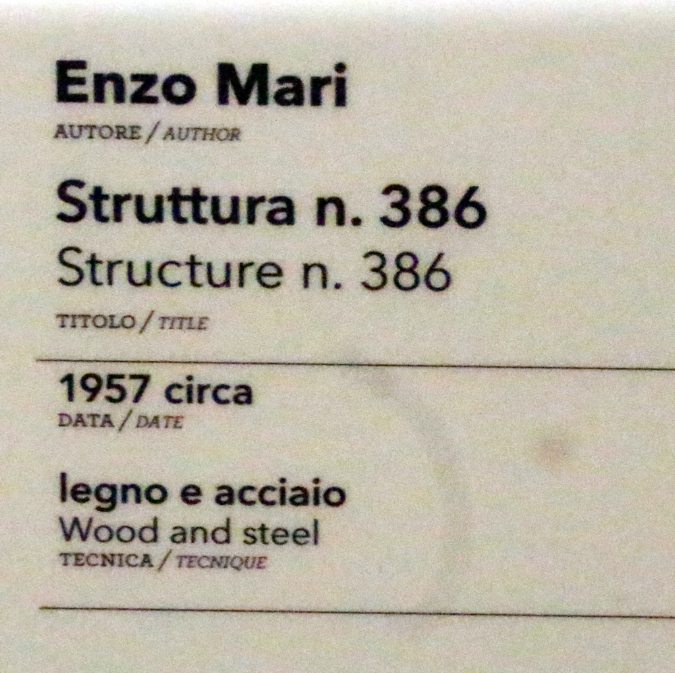 Enzo Mari
AUTORE / AUTHOR
Struttura n. 386
Structure n. 386
TITOLO / TITLE
1957 circa
DATA / DATE
legno e acciaio
Wood and steel
TECNICA / TECNIQUE